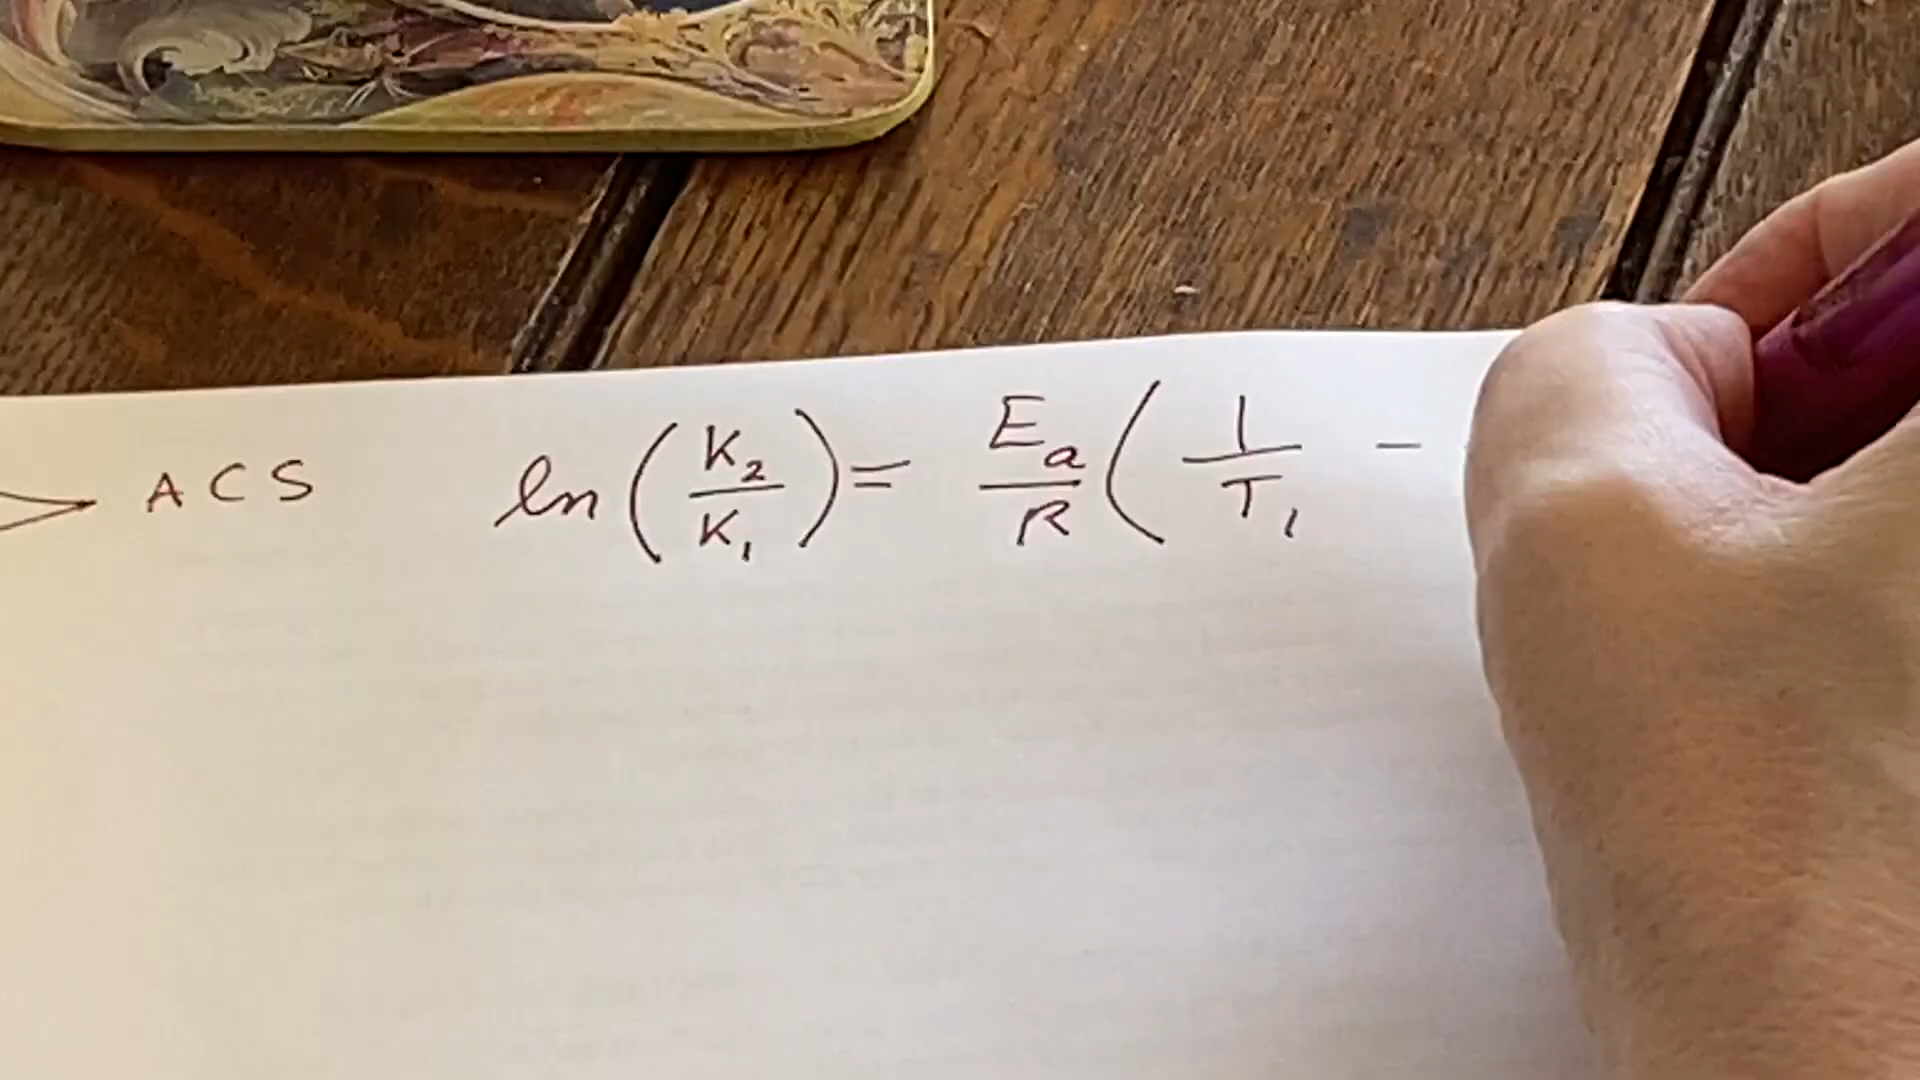 ACS ln(K₂/K₁) = Eₐ/R (1/T₁ −